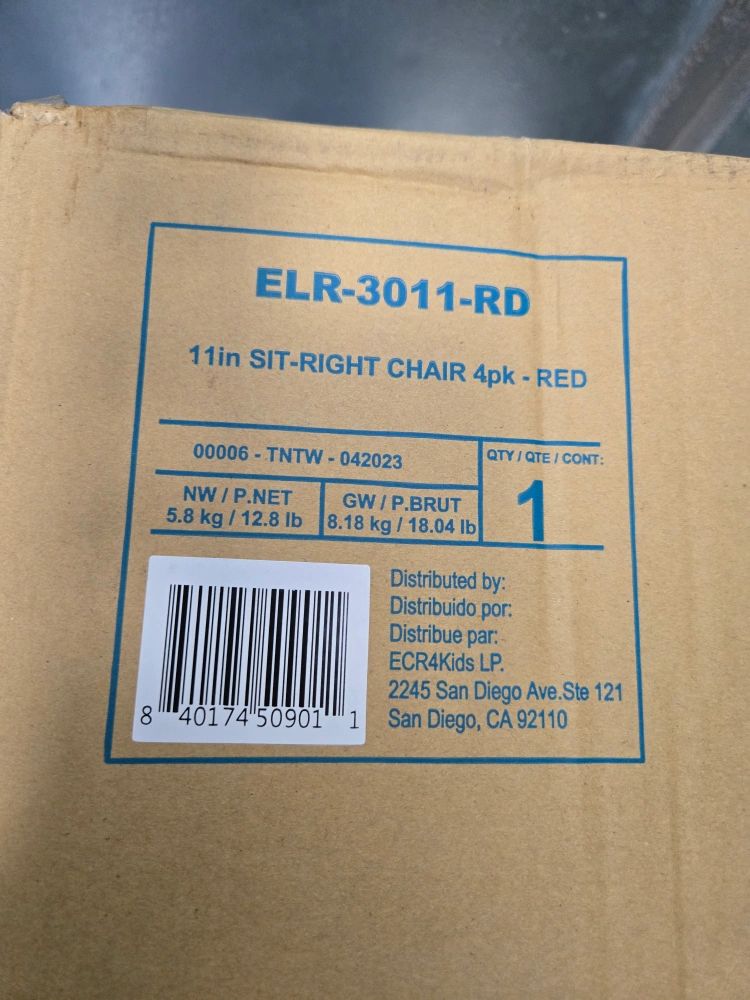 ELR-3011-RD
11in SIT-RIGHT CHAIR 4pk - RED
00006 - TNTW - 042023
QTY / QTE / CONT:
1
NW / P.NET
5.8 kg / 12.8 lb
GW / P.BRUT
8.18 kg / 18.04 lb
8 40174 50901 1
Distributed by:
Distribuido por:
Distribue par:
ECR4Kids LP.
2245 San Diego Ave.Ste 121
San Diego, CA 92110